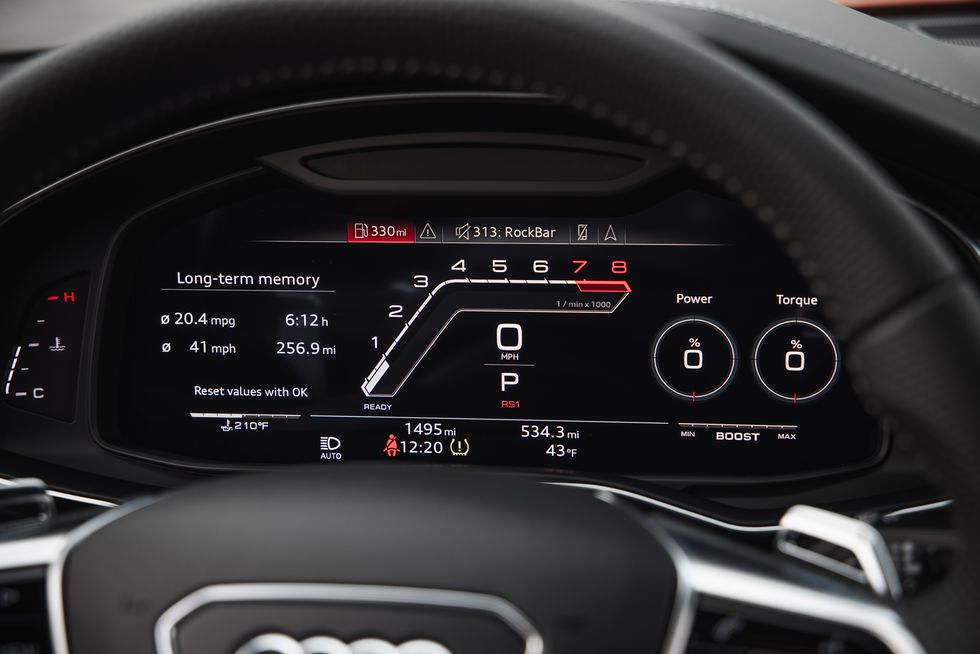 330 mi
313: RockBar
Long-term memory
ø 20.4 mpg 6:12 h
ø 41 mph 256.9 mi
Reset values with OK
210°F
H
C
1 2 3 4 5 6 7 8
1 / min x 1000
0
MPH
P
RS1
READY
Power
%
0
Torque
%
0
MIN BOOST MAX
AUTO
1495 mi
12:20
534.3 mi
43 °F